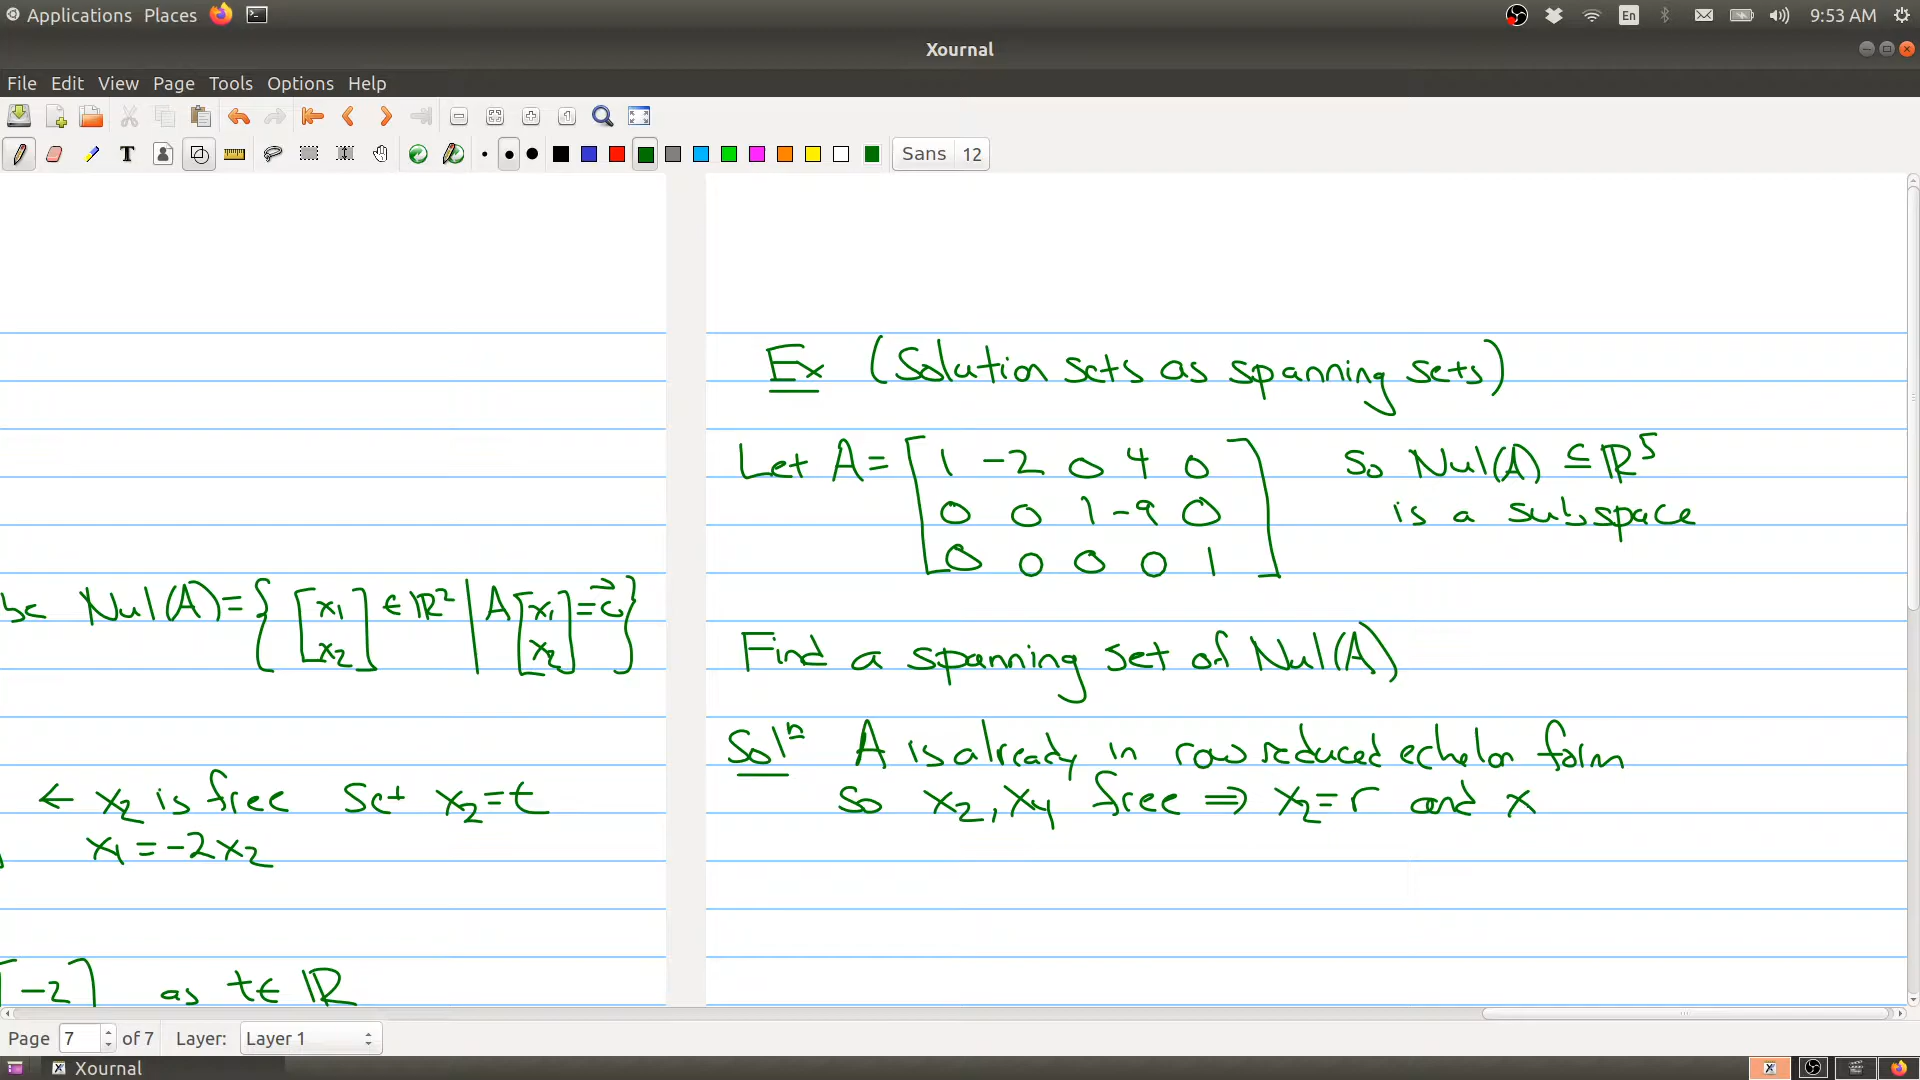 Applications Places En 9:53 AM
Xournal
File Edit View Page Tools Options Help
T Sans 12
Nul(A)={ [x1 x2] ∈ ℝ² | A [x1 x2] = 0⃗ }
← x2 is free Set x2=t
x1=-2x2
-2 as t∈ ℝ
Ex (Solution sets as spanning sets)
Let A= [ 1 -2 0 4 0 so Nul(A) ⊆ ℝ⁵
0 0 1 -9 0 is a subspace
0 0 0 0 1 ]
Find a spanning set of Nul(A)
Solⁿ A is already in row reduced echelon form
so x2, x4 free ⟹ x2=r and x
Page 7 of 7 Layer: Layer 1
Xournal